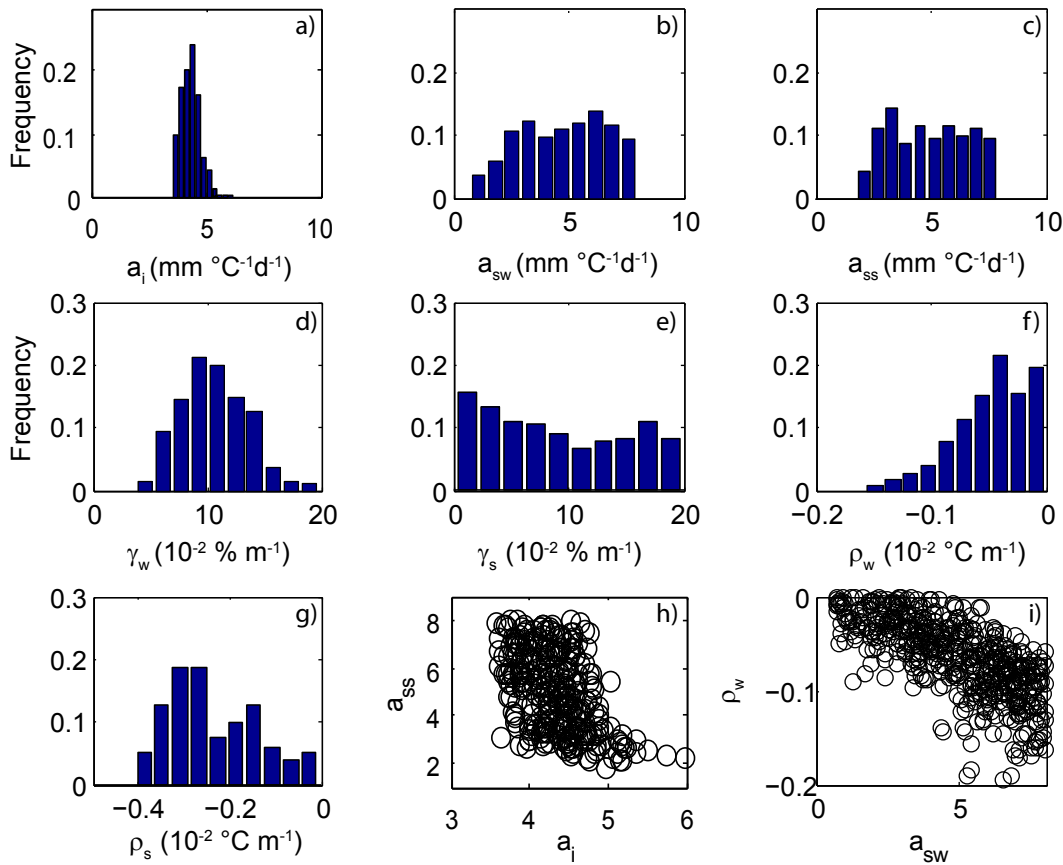 a) b) c)
Frequency
0.2 0.2 0.2
0.1 0.1 0.1
0 0 0
0 5 10 0 5 10 0 5 10
a_i (mm °C⁻¹d⁻¹) a_sw (mm °C⁻¹d⁻¹) a_ss (mm °C⁻¹d⁻¹)
0.3 d) 0.3 e) 0.3 f)
Frequency
0.2 0.2 0.2
0.1 0.1 0.1
0 0 0
0 10 20 0 10 20 −0.2 −0.1 0
γ_w (10⁻² % m⁻¹) γ_s (10⁻² % m⁻¹) ρ_w (10⁻² °C m⁻¹)
0.3 g) h) 0 i)
0.2 8
0.1 6 −0.1
0 4 −0.2
2
a_ss ρ_w
−0.4 −0.2 0 3 4 5 6 0 5
ρ_s (10⁻² °C m⁻¹) a_i a_sw